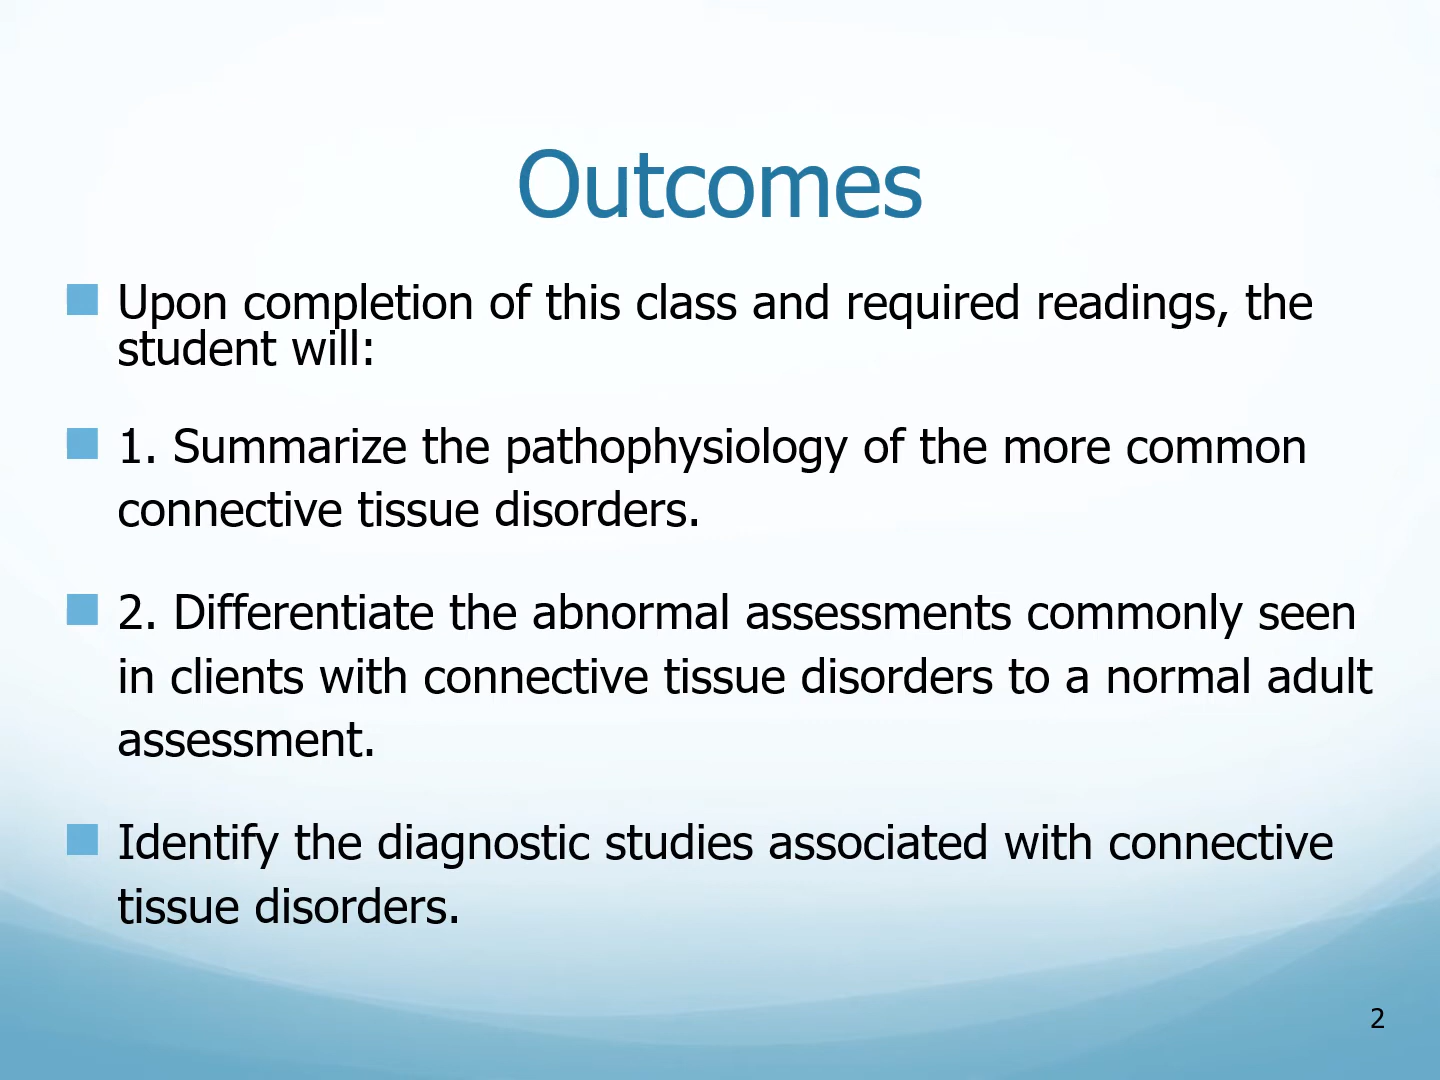 Outcomes
Upon completion of this class and required readings, the
student will:
1. Summarize the pathophysiology of the more common
connective tissue disorders.
2. Differentiate the abnormal assessments commonly seen
in clients with connective tissue disorders to a normal adult
assessment.
Identify the diagnostic studies associated with connective
tissue disorders.
2